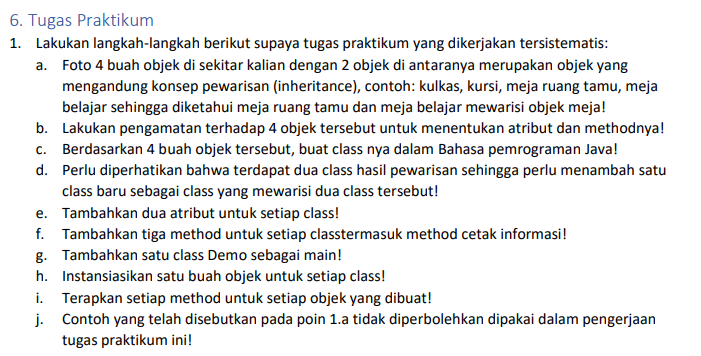 6. Tugas Praktikum
1. Lakukan langkah-langkah berikut supaya tugas praktikum yang dikerjakan tersistematis:
a. Foto 4 buah objek di sekitar kalian dengan 2 objek di antaranya merupakan objek yang
mengandung konsep pewarisan (inheritance), contoh: kulkas, kursi, meja ruang tamu, meja
belajar sehingga diketahui meja ruang tamu dan meja belajar mewarisi objek meja!
b. Lakukan pengamatan terhadap 4 objek tersebut untuk menentukan atribut dan methodnya!
c. Berdasarkan 4 buah objek tersebut, buat class nya dalam Bahasa pemrograman Java!
d. Perlu diperhatikan bahwa terdapat dua class hasil pewarisan sehingga perlu menambah satu
class baru sebagai class yang mewarisi dua class tersebut!
e. Tambahkan dua atribut untuk setiap class!
f. Tambahkan tiga method untuk setiap classtermasuk method cetak informasi!
g. Tambahkan satu class Demo sebagai main!
h. Instansiasikan satu buah objek untuk setiap class!
i. Terapkan setiap method untuk setiap objek yang dibuat!
j. Contoh yang telah disebutkan pada poin 1.a tidak diperbolehkan dipakai dalam pengerjaan
tugas praktikum ini!